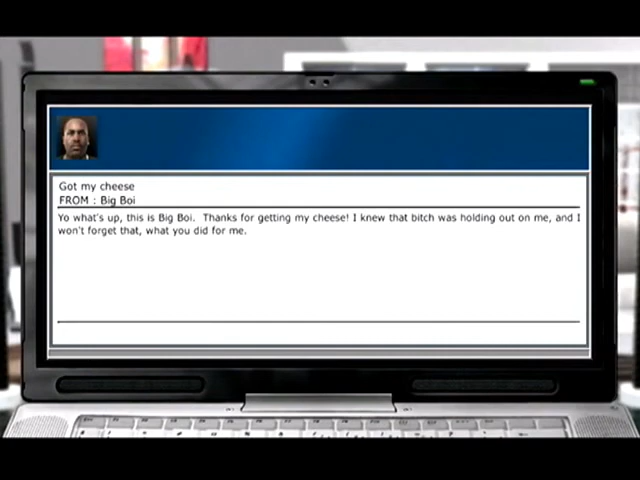 Got my cheese
FROM : Big Boi
Yo what's up, this is Big Boi.  Thanks for getting my cheese! I knew that bitch was holding out on me, and I
won't forget that, what you did for me.